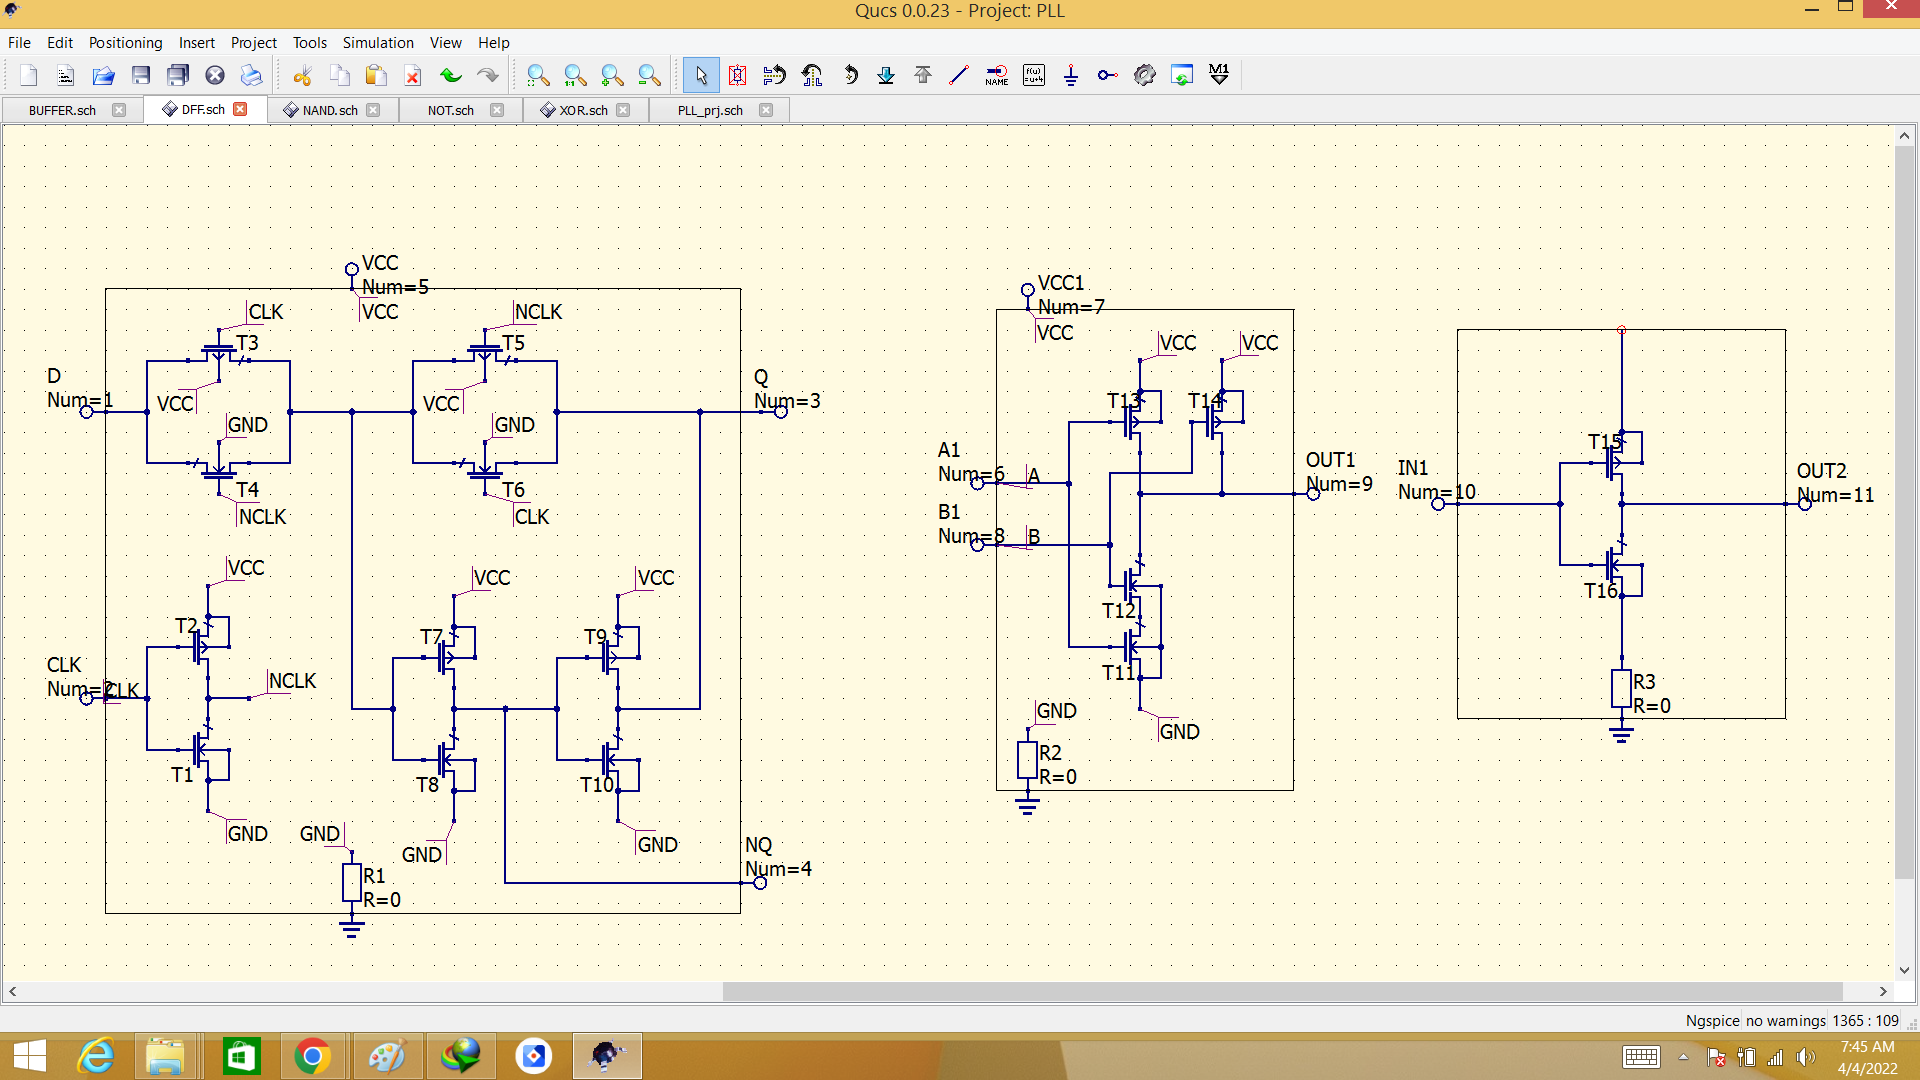 Qucs 0.0.23 - Project: PLL
File Edit Positioning Insert Project Tools Simulation View Help
NAME
f(u)
=u+4
M1
BUFFER.sch
DFF.sch
NAND.sch
NOT.sch
XOR.sch
PLL_prj.sch
VCC
Num=5
VCC
CLK
T3
VCC
NCLK
T5
VCC
D
Num=1
Q
Num=3
GND
T4
NCLK
GND
T6
CLK
VCC
T2
CLK
Num=2
CLK
NCLK
T1
GND
VCC
T7
T8
GND
VCC
T9
T10
GND
GND
R1
R=0
NQ
Num=4
VCC1
Num=7
VCC
VCC
VCC
T13
T14
A1
Num=6
A
B1
Num=8
B
OUT1
Num=9
T12
T11
GND
GND
R2
R=0
T15
IN1
Num=10
OUT2
Num=11
T16
R3
R=0
Ngspice no warnings 1365 : 109
7:45 AM
4/4/2022